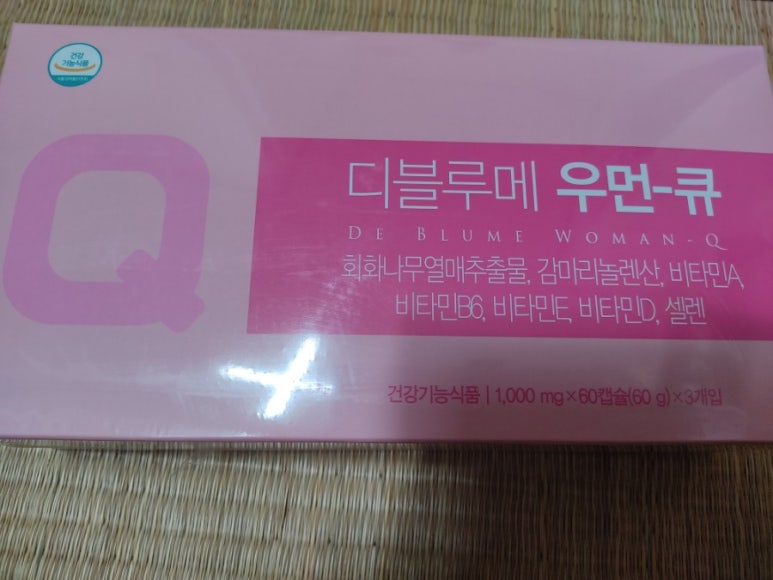 건강
기능식품
디블루메 우먼-큐
DE BLUME WOMAN-Q
회화나무열매추출물, 감마리놀렌산, 비타민A,
비타민B6, 비타민E, 비타민D, 셀렌
건강기능식품 | 1,000 mg×60캡슐(60 g)×3개입
Q